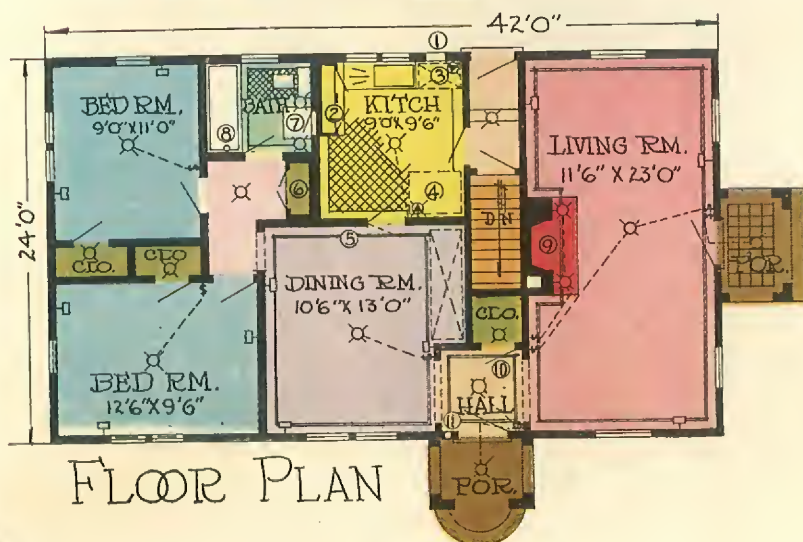 42'0"
①
BED RM.
9'0"X11'0"
BATH
⑦
⑧
②
③
KITCH
9'0"X9'6"
④
LIVING RM.
11'6" X 23'0"
⑥
24'0"
DN
⑤
⑨
POR.
CLO.
CLO
DINING RM.
10'6"X 13'0"
CLO.
BED RM.
12'6"X9'6"
⑩
HALL
⑪
POR.
FLOOR PLAN